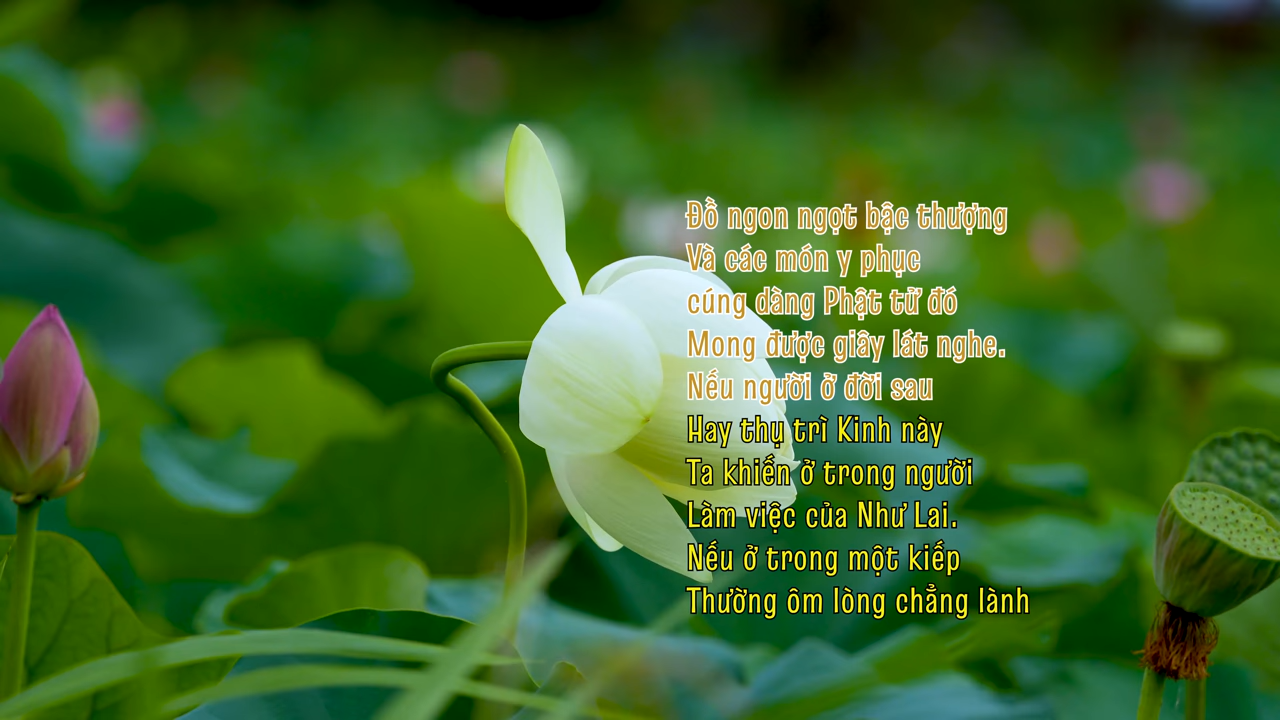 Đồ ngon ngọt bậc thượng
Và các món y phục
cúng dàng Phật tử đó
Mong được giây lát nghe.
Nếu người ở đời sau
Hay thụ trì Kinh này
Ta khiến ở trong người
Làm việc của Như Lai.
Nếu ở trong một kiếp
Thường ôm lòng chẳng lành